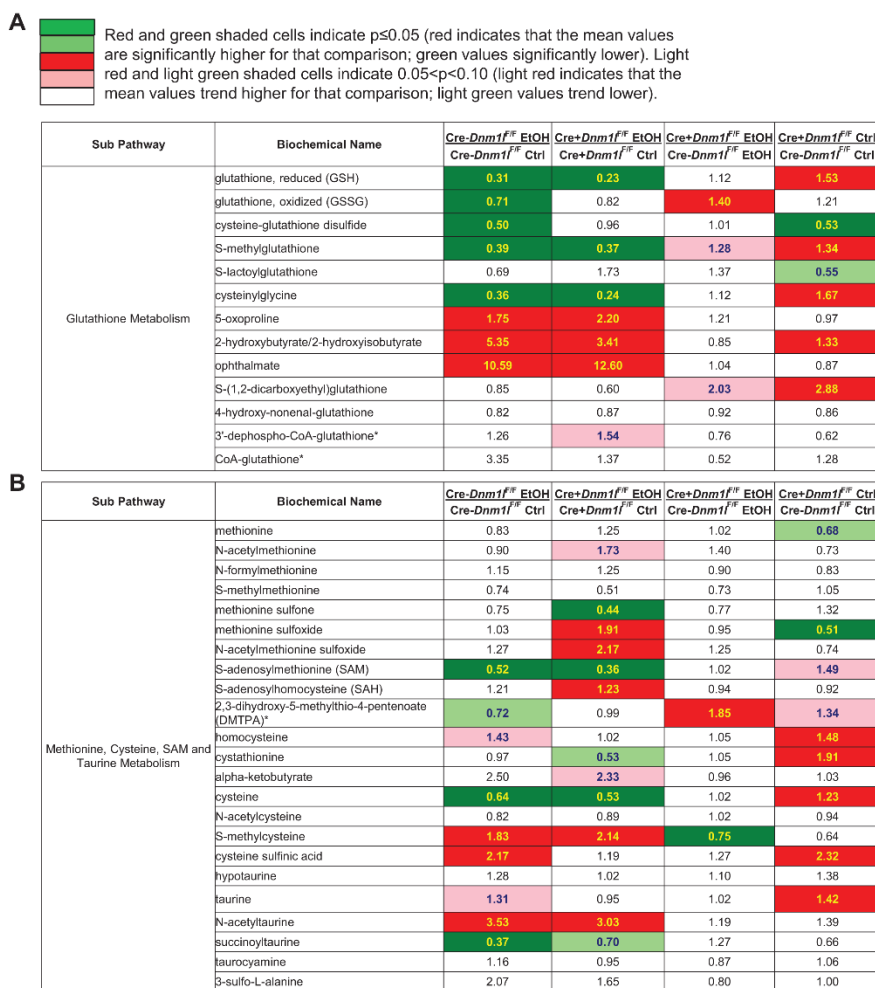 A
Red and green shaded cells indicate p≤0.05 (red indicates that the mean values
are significantly higher for that comparison; green values significantly lower). Light
red and light green shaded cells indicate 0.05<p<0.10 (light red indicates that the
mean values trend higher for that comparison; light green values trend lower).
Sub Pathway Biochemical Name Cre-Dnm1lF/F EtOH Cre+Dnm1lF/F EtOH Cre+Dnm1lF/F EtOH Cre+Dnm1lF/F Ctrl
Cre-Dnm1lF/F Ctrl Cre+Dnm1lF/F Ctrl Cre-Dnm1lF/F EtOH Cre-Dnm1lF/F Ctrl
glutathione, reduced (GSH) 0.31 0.23 1.12 1.53
glutathione, oxidized (GSSG) 0.71 0.82 1.40 1.21
cysteine-glutathione disulfide 0.50 0.96 1.01 0.53
S-methylglutathione 0.39 0.37 1.28 1.34
S-lactoylglutathione 0.69 1.73 1.37 0.55
cysteinylglycine 0.36 0.24 1.12 1.67
Glutathione Metabolism 5-oxoproline 1.75 2.20 1.21 0.97
2-hydroxybutyrate/2-hydroxyisobutyrate 5.35 3.41 0.85 1.33
ophthalmate 10.59 12.60 1.04 0.87
S-(1,2-dicarboxyethyl)glutathione 0.85 0.60 2.03 2.88
4-hydroxy-nonenal-glutathione 0.82 0.87 0.92 0.86
3'-dephospho-CoA-glutathione* 1.26 1.54 0.76 0.62
CoA-glutathione* 3.35 1.37 0.52 1.28
B
Sub Pathway Biochemical Name Cre-Dnm1lF/F EtOH Cre+Dnm1lF/F EtOH Cre+Dnm1lF/F EtOH Cre+Dnm1lF/F Ctrl
Cre-Dnm1lF/F Ctrl Cre+Dnm1lF/F Ctrl Cre-Dnm1lF/F EtOH Cre-Dnm1lF/F Ctrl
methionine 0.83 1.25 1.02 0.68
N-acetylmethionine 0.90 1.73 1.40 0.73
N-formylmethionine 1.15 1.25 0.90 0.83
S-methylmethionine 0.74 0.51 0.73 1.05
methionine sulfone 0.75 0.44 0.77 1.32
methionine sulfoxide 1.03 1.91 0.95 0.51
N-acetylmethionine sulfoxide 1.27 2.17 1.25 0.74
S-adenosylmethionine (SAM) 0.52 0.36 1.02 1.49
S-adenosylhomocysteine (SAH) 1.21 1.23 0.94 0.92
2,3-dihydroxy-5-methylthio-4-pentenoate
(DMTPA)* 0.72 0.99 1.85 1.34
homocysteine 1.43 1.02 1.05 1.48
Methionine, Cysteine, SAM and
Taurine Metabolism
cystathionine 0.97 0.53 1.05 1.91
alpha-ketobutyrate 2.50 2.33 0.96 1.03
cysteine 0.64 0.53 1.02 1.23
N-acetylcysteine 0.82 0.89 1.02 0.94
S-methylcysteine 1.83 2.14 0.75 0.64
cysteine sulfinic acid 2.17 1.19 1.27 2.32
hypotaurine 1.28 1.02 1.10 1.38
taurine 1.31 0.95 1.02 1.42
N-acetyltaurine 3.53 3.03 1.19 1.39
succinoyltaurine 0.37 0.70 1.27 0.66
taurocyamine 1.16 0.95 0.87 1.06
3-sulfo-L-alanine 2.07 1.65 0.80 1.00